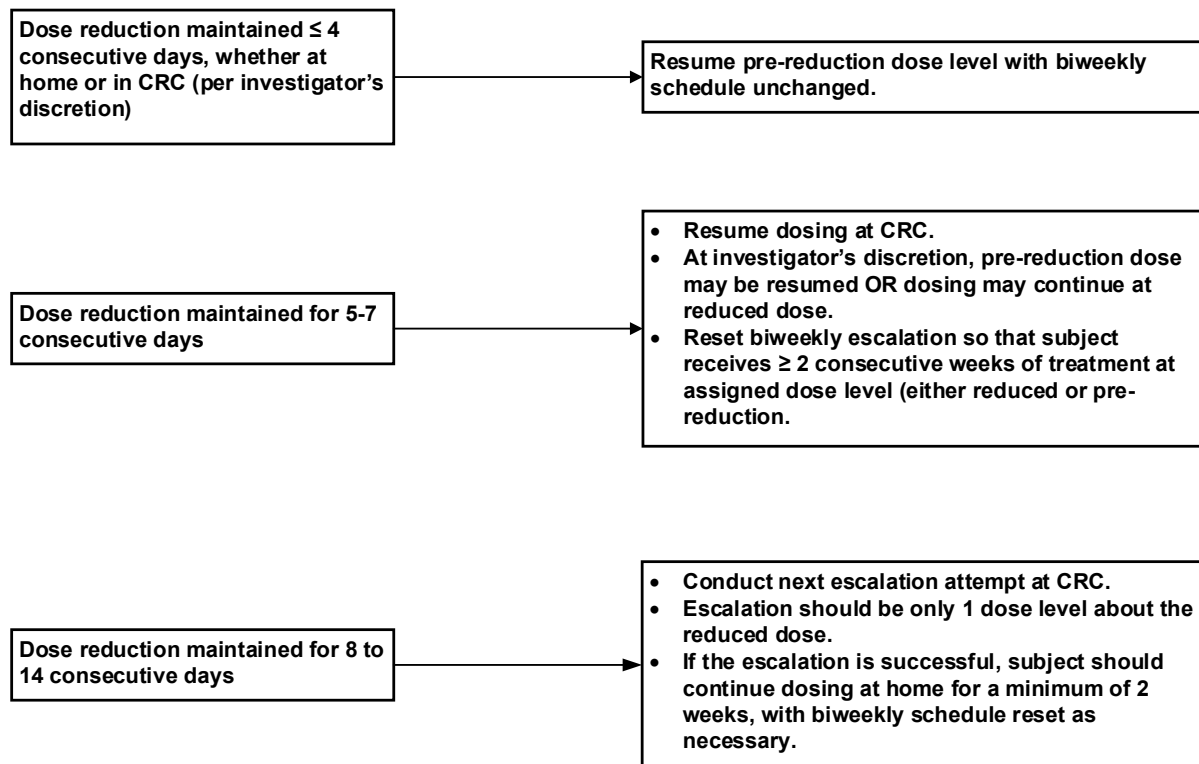 Dose reduction maintained ≤ 4
consecutive days, whether at
home or in CRC (per investigator’s
discretion)
Resume pre-reduction dose level with biweekly
schedule unchanged.
Dose reduction maintained for 5-7
consecutive days
• Resume dosing at CRC.
• At investigator’s discretion, pre-reduction dose
may be resumed OR dosing may continue at
reduced dose.
• Reset biweekly escalation so that subject
receives ≥ 2 consecutive weeks of treatment at
assigned dose level (either reduced or pre-
reduction.
Dose reduction maintained for 8 to
14 consecutive days
• Conduct next escalation attempt at CRC.
• Escalation should be only 1 dose level about the
reduced dose.
• If the escalation is successful, subject should
continue dosing at home for a minimum of 2
weeks, with biweekly schedule reset as
necessary.